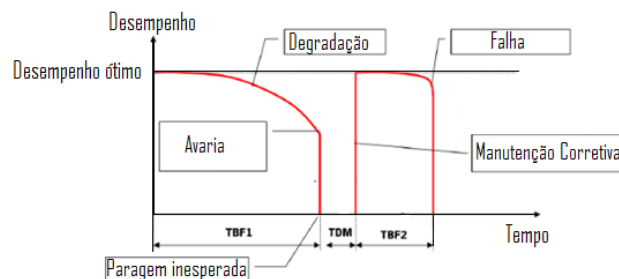 Desempenho
Degradação
Falha
Desempenho ótimo
Avaria
Manutenção Corretiva
Tempo
TBF1
TDM
TBF2
Paragem inesperada